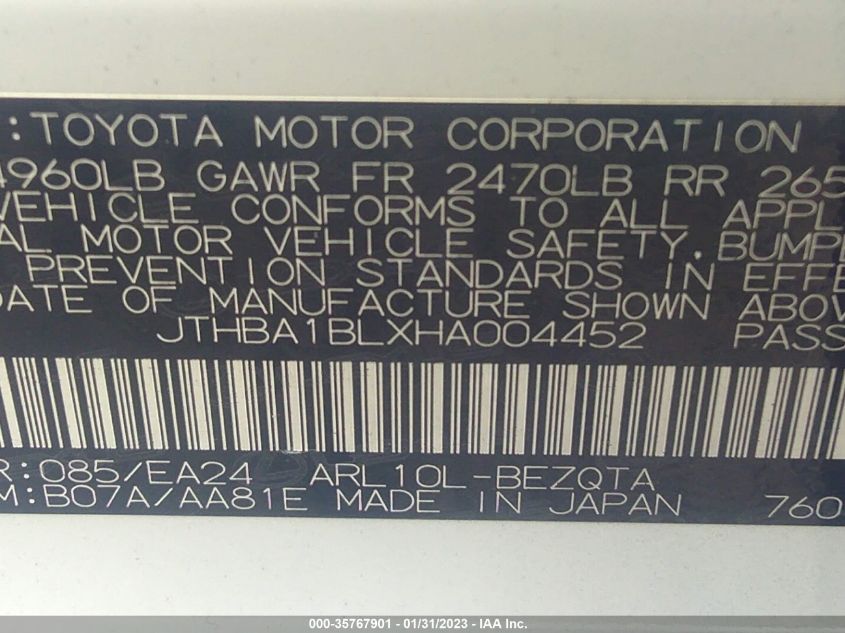 :TOYOTA MOTOR CORPORATION
4960LB GAWR FR 2470LB RR 265
VEHICLE CONFORMS TO ALL APPL
AL MOTOR VEHICLE SAFETY, BUMPE
PREVENTION STANDARDS IN EFFE
DATE OF MANUFACTURE SHOWN ABOV
JTHBA1BLXHA004452 PASS
R:085/EA24 ARL10L-BEZQTA
M:B07A/AA81E MADE IN JAPAN 760
000-35767901 - 01/31/2023 - IAA Inc.